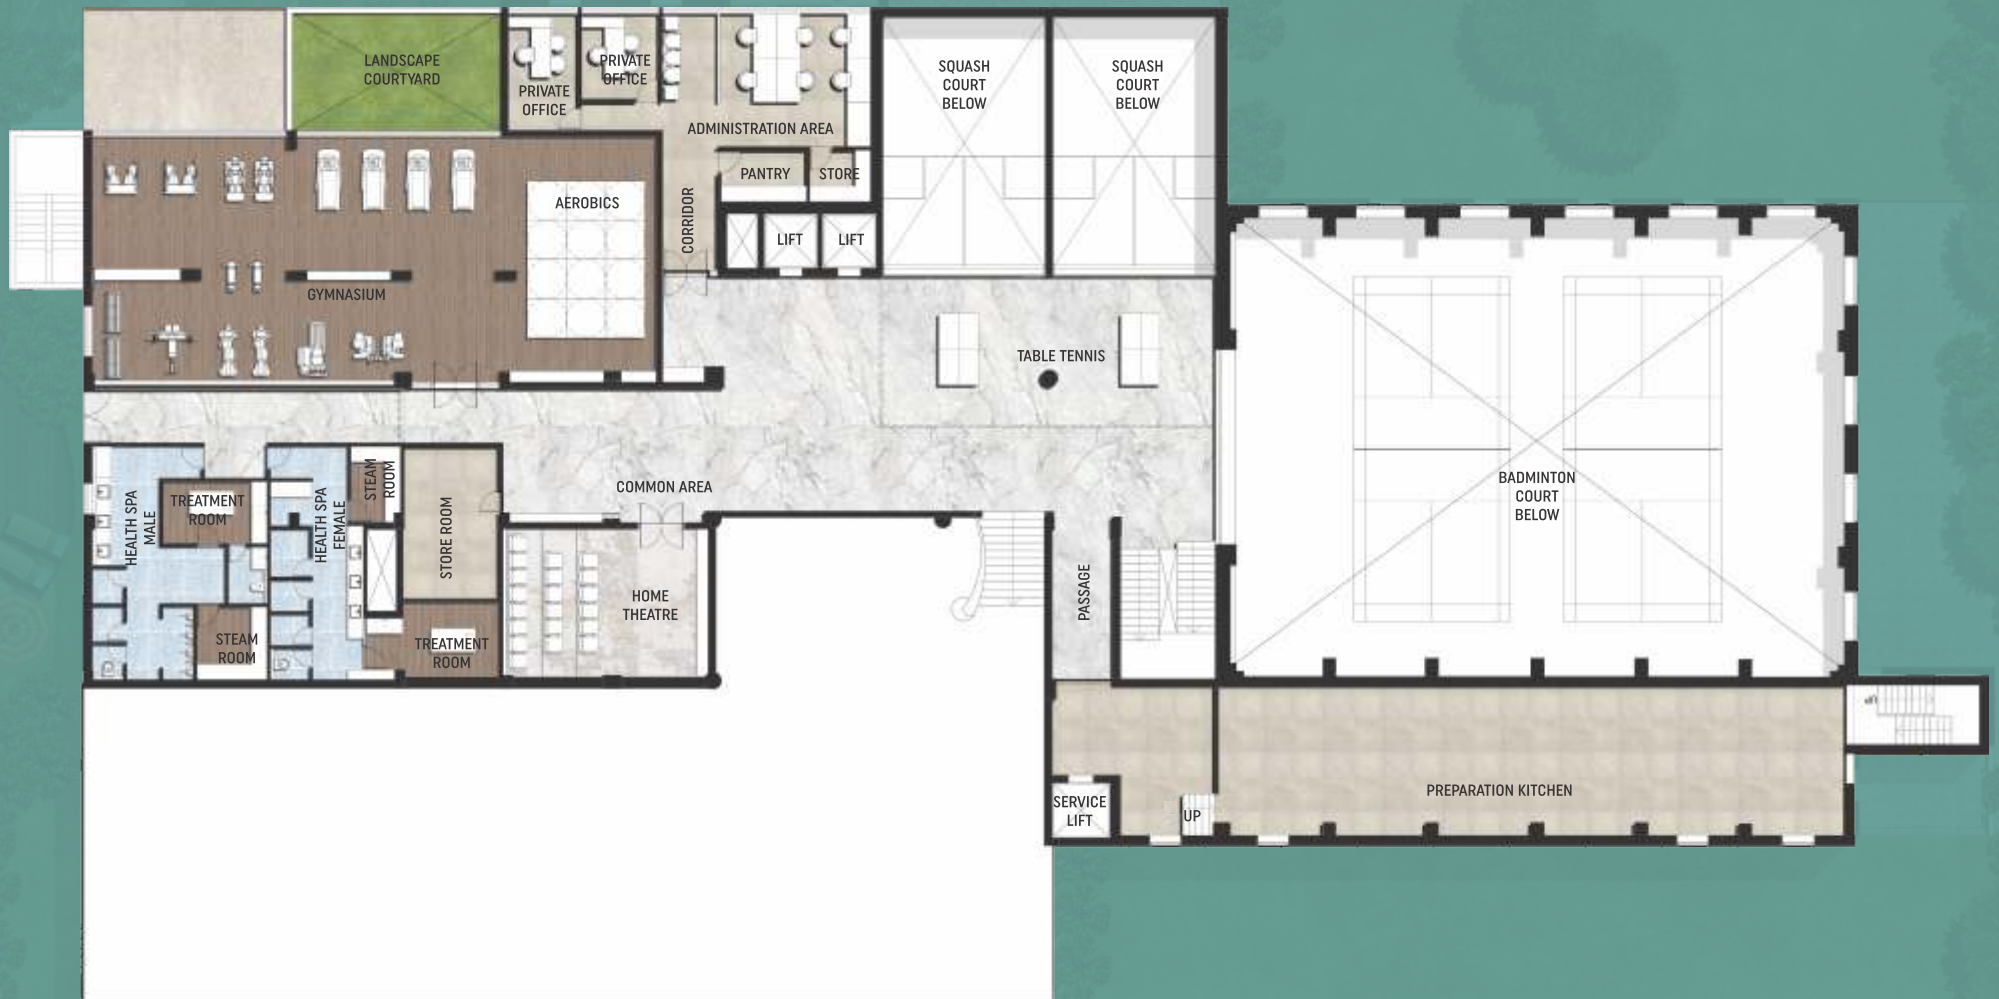 LANDSCAPE
COURTYARD
PRIVATE
OFFICE
PRIVATE
OFFICE
ADMINISTRATION AREA
SQUASH
COURT
BELOW
SQUASH
COURT
BELOW
PANTRY
STORE
CORRIDOR
LIFT
LIFT
AEROBICS
GYMNASIUM
TABLE TENNIS
COMMON AREA
BADMINTON
COURT
BELOW
HEALTH SPA
MALE
TREATMENT
ROOM
HEALTH SPA
FEMALE
STEAM
ROOM
STORE ROOM
HOME
THEATRE
PASSAGE
STEAM
ROOM
TREATMENT
ROOM
SERVICE
LIFT
UP
PREPARATION KITCHEN